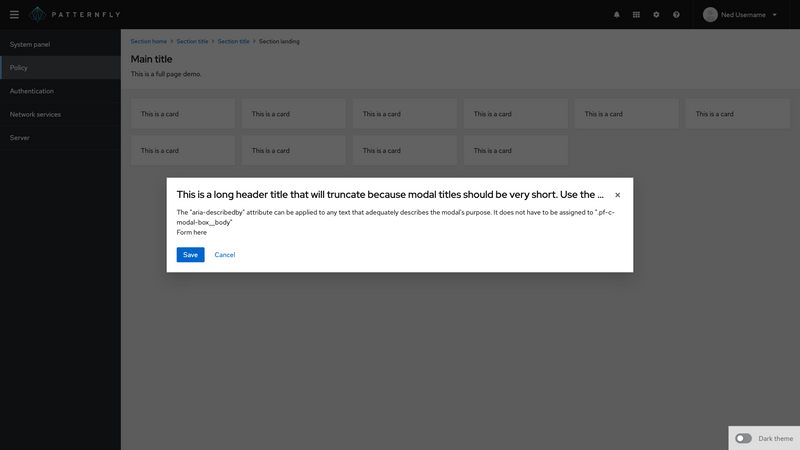 PATTERNFLY
Ned Username
System panel
Policy
Authentication
Network services
Server
Section home > Section title > Section title > Section landing
Main title
This is a full page demo.
This is a card
This is a card
This is a card
This is a card
This is a card
This is a card
This is a card
This is a card
This is a card
This is a card
This is a long header title that will truncate because modal titles should be very short. Use the ...
The "aria-describedby" attribute can be applied to any text that adequately describes the modal's purpose. It does not have to be assigned to ".pf-c-
modal-box__body"
Form here
Save Cancel
Dark theme